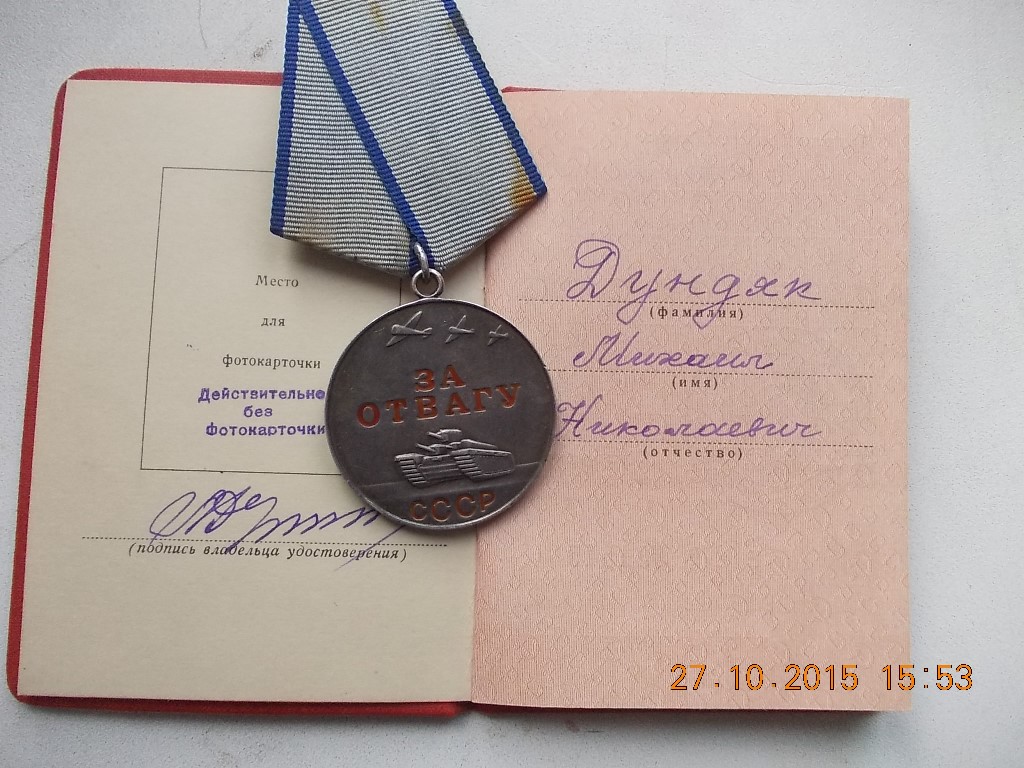 Место
для
фотокарточки
Действительно
без
Фотокарточки
(подпись владельца удостоверения)
ЗА
ОТВАГУ
СССР
Дундяк
(фамилия)
Михаил
(имя)
Николаевич
(отчество)
27.10.2015 15:53